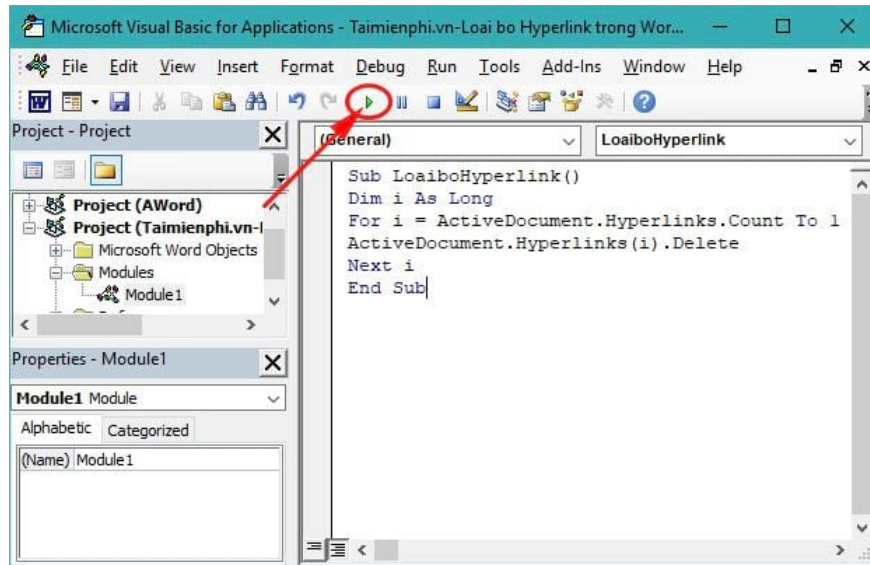 Microsoft Visual Basic for Applications - Taimienphi.vn-Loai bo Hyperlink trong Wor...
File Edit View Insert Format Debug Run Tools Add-Ins Window Help
Project - Project
Project (AWord)
Project (Taimienphi.vn-
Microsoft Word Objects
Modules
Module1
Properties - Module1
Module1 Module
Alphabetic Categorized
(Name) Module1
(General) LoaiboHyperlink
Sub LoaiboHyperlink()
Dim i As Long
For i = ActiveDocument.Hyperlinks.Count To 1
ActiveDocument.Hyperlinks(i).Delete
Next i
End Sub